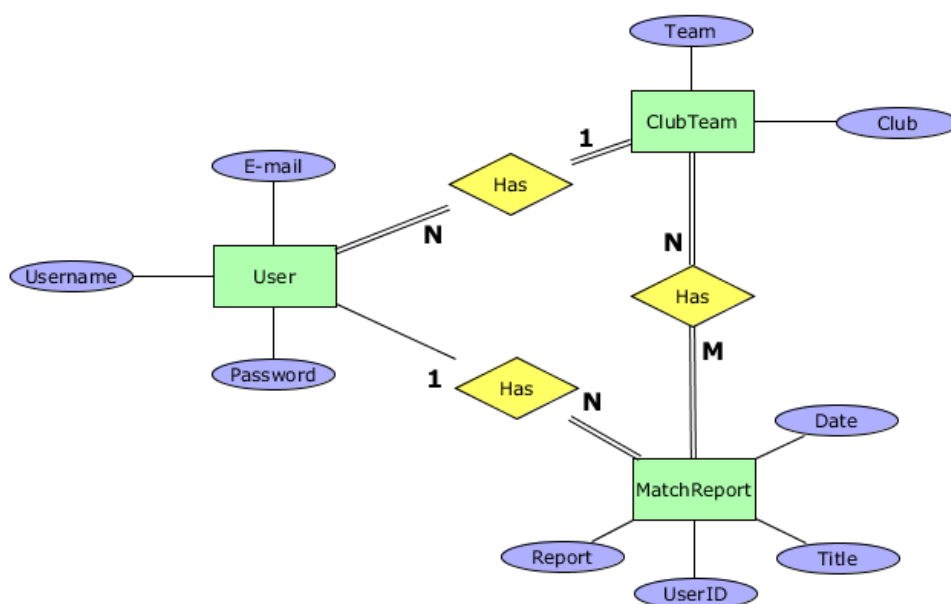 Team
ClubTeam
Club
1
Has
E-mail
N
N
User
Username
Has
M
Password
1
Has
N
Date
MatchReport
Report
Title
UserID